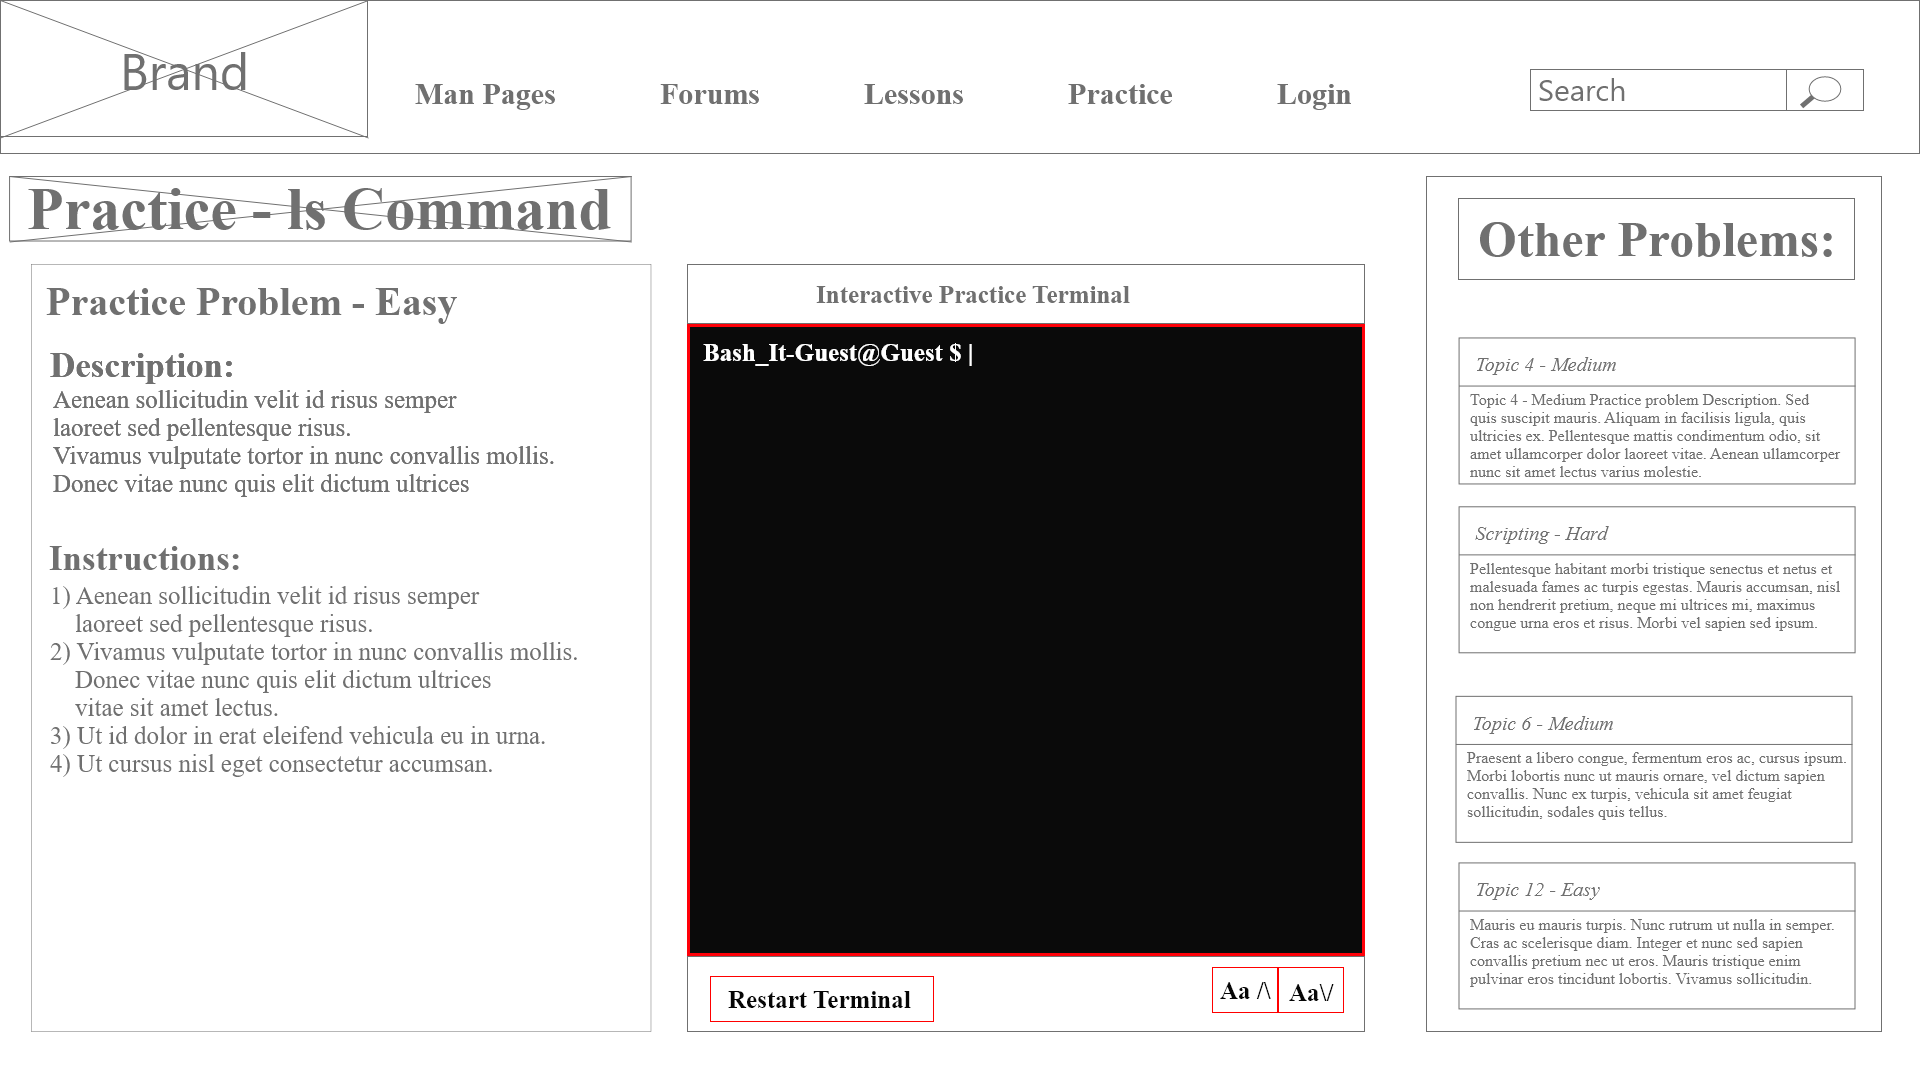 Brand
Man Pages
Forums
Lessons
Practice
Login
Search
Practice - ls Command
Practice Problem - Easy
Description:
Aenean sollicitudin velit id risus semper
laoreet sed pellentesque risus.
Vivamus vulputate tortor in nunc convallis mollis.
Donec vitae nunc quis elit dictum ultrices
Instructions:
1) Aenean sollicitudin velit id risus semper
laoreet sed pellentesque risus.
2) Vivamus vulputate tortor in nunc convallis mollis.
Donec vitae nunc quis elit dictum ultrices
vitae sit amet lectus.
3) Ut id dolor in erat eleifend vehicula eu in urna.
4) Ut cursus nisl eget consectetur accumsan.
Interactive Practice Terminal
Bash_It-Guest@Guest $ |
Restart Terminal
Aa /\
Aa\/
Other Problems:
Topic 4 - Medium
Topic 4 - Medium Practice problem Description. Sed
quis suscipit mauris. Aliquam in facilisis ligula, quis
ultricies ex. Pellentesque mattis condimentum odio, sit
amet ullamcorper dolor laoreet vitae. Aenean ullamcorper
nunc sit amet lectus varius molestie.
Scripting - Hard
Pellentesque habitant morbi tristique senectus et netus et
malesuada fames ac turpis egestas. Mauris accumsan, nisl
non hendrerit pretium, neque mi ultrices mi, maximus
congue urna eros et risus. Morbi vel sapien sed ipsum.
Topic 6 - Medium
Praesent a libero congue, fermentum eros ac, cursus ipsum.
Morbi lobortis nunc ut mauris ornare, vel dictum sapien
convallis. Nunc ex turpis, vehicula sit amet feugiat
sollicitudin, sodales quis tellus.
Topic 12 - Easy
Mauris eu mauris turpis. Nunc rutrum ut nulla in semper.
Cras ac scelerisque diam. Integer et nunc sed sapien
convallis pretium nec ut eros. Mauris tristique enim
pulvinar eros tincidunt lobortis. Vivamus sollicitudin.